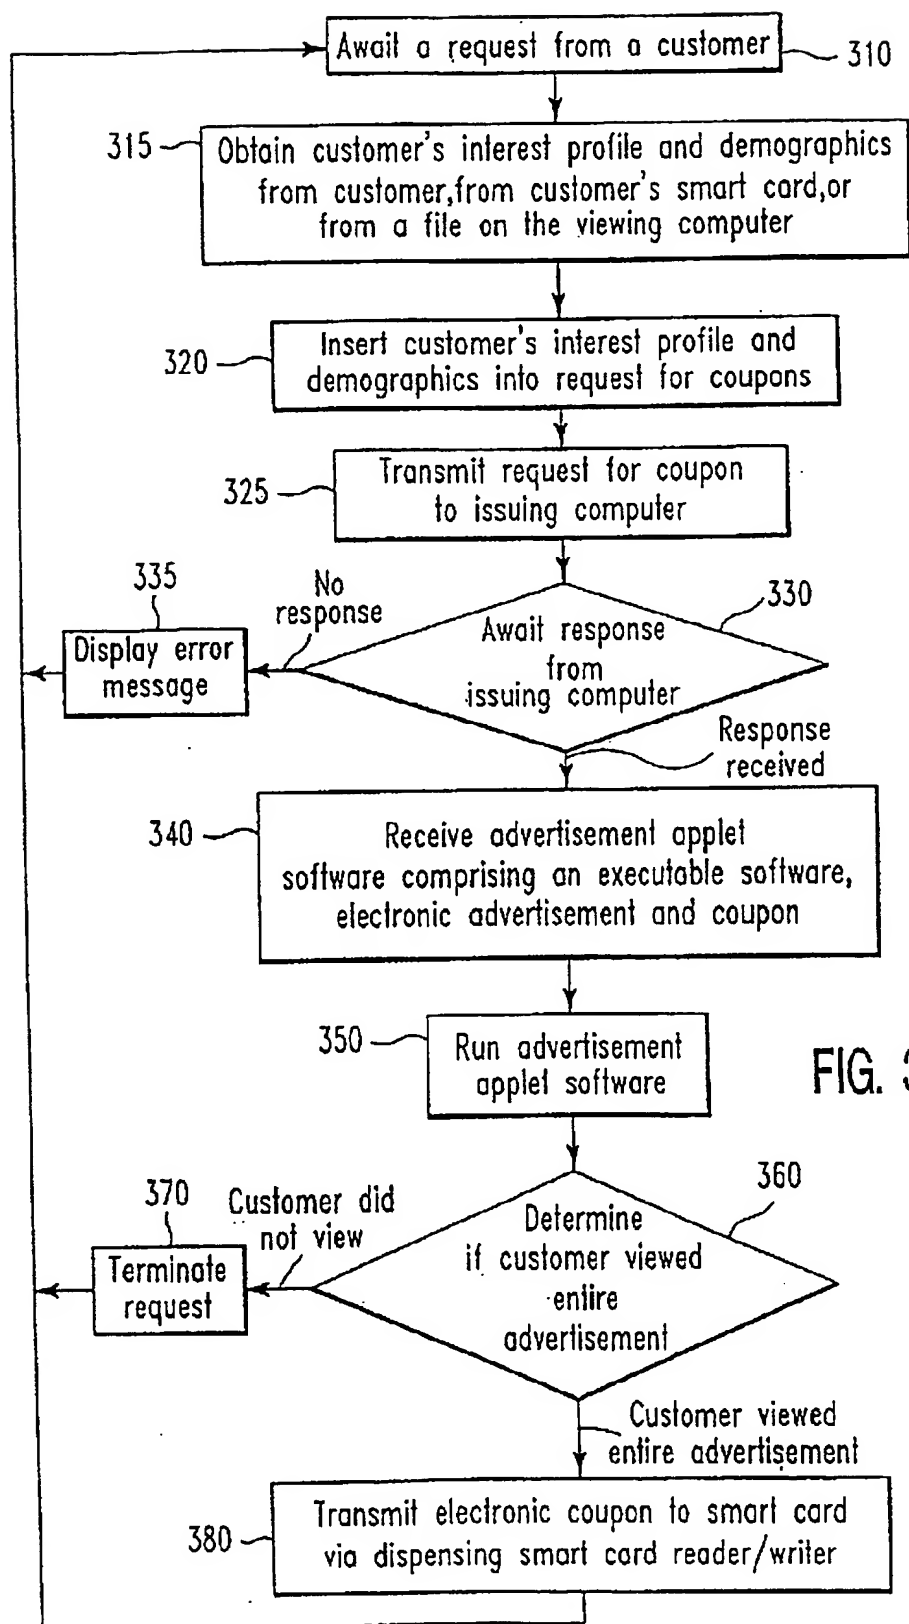 Await a request from a customer
310
315
Obtain customer's interest profile and demographics
from customer,from customer's smart card,or
from a file on the viewing computer
320
Insert customer's interest profile and
demographics into request for coupons
325
Transmit request for coupon
to issuing computer
335
No
response
330
Display error
message
Await response
from
issuing computer
Response
received
340
Receive advertisement applet
software comprising an executable software,
electronic advertisement and coupon
350
Run advertisement
applet software
FIG. 3
370
Customer did
not view
360
Terminate
request
Determine
if customer viewed
entire
advertisement
Customer viewed
entire advertisement
380
Transmit electronic coupon to smart card
via dispensing smart card reader/writer